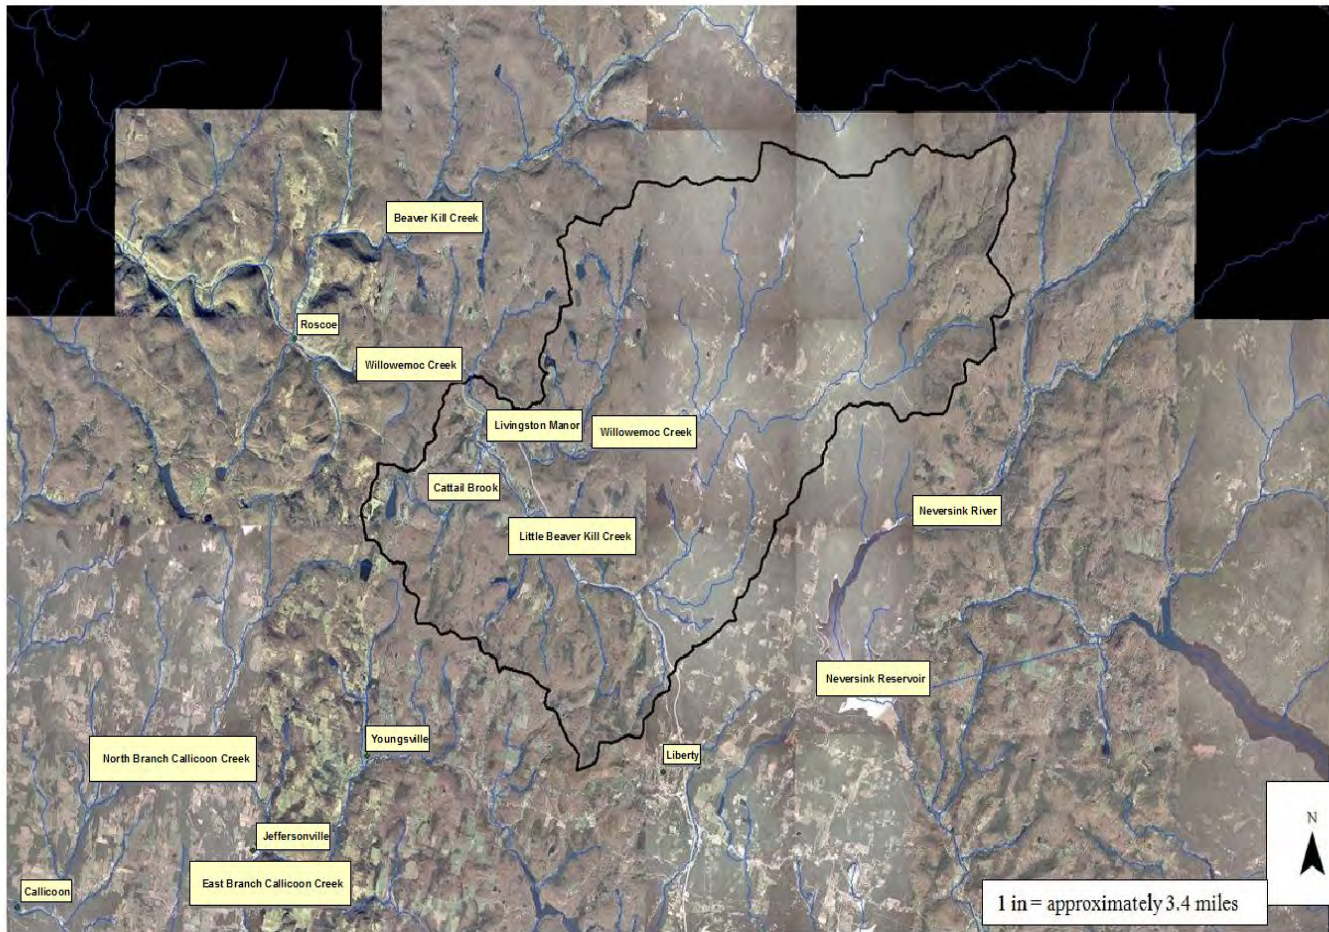 Beaver Kill Creek
Roscoe
Willowemoc Creek
Livingston Manor
Willowemoc Creek
Cattail Brook
Neversink River
Little Beaver Kill Creek
Neversink Reservoir
Youngsville
North Branch Callicoon Creek
Liberty
N
Jeffersonville
East Branch Callicoon Creek
Callicoon
1 in = approximately 3.4 miles